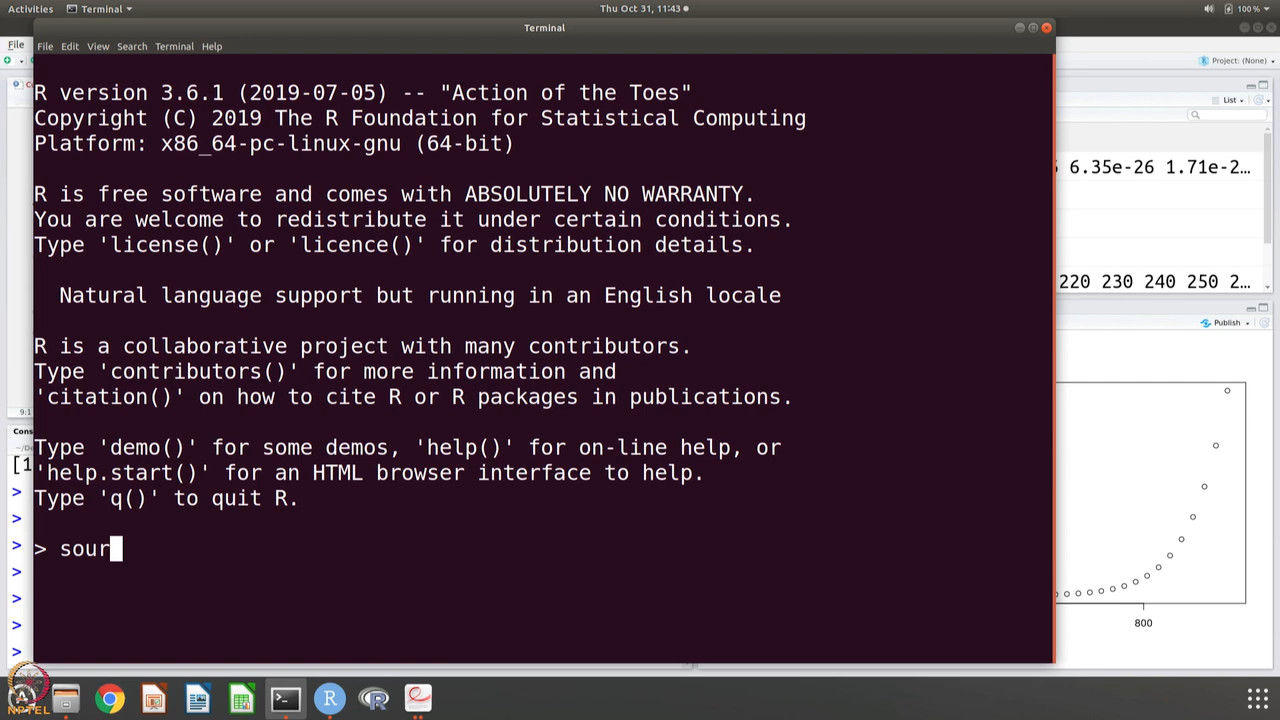 Activities Terminal Thu Oct 31, 11:43 100%
Terminal
File
File Edit View Search Terminal Help
Project: (None)
R version 3.6.1 (2019-07-05) -- "Action of the Toes"
Copyright (C) 2019 The R Foundation for Statistical Computing
Platform: x86_64-pc-linux-gnu (64-bit)
List
6.35e-26 1.71e-2…
R is free software and comes with ABSOLUTELY NO WARRANTY.
You are welcome to redistribute it under certain conditions.
Type 'license()' or 'licence()' for distribution details.
220 230 240 250 2…
Natural language support but running in an English locale
Publish
R is a collaborative project with many contributors.
Type 'contributors()' for more information and
'citation()' on how to cite R or R packages in publications.
9:1
Cons
Type 'demo()' for some demos, 'help()' for on-line help, or
'help.start()' for an HTML browser interface to help.
Type 'q()' to quit R.
[1
>
>
>
>
>
>
>
> sour
800
NPTEL